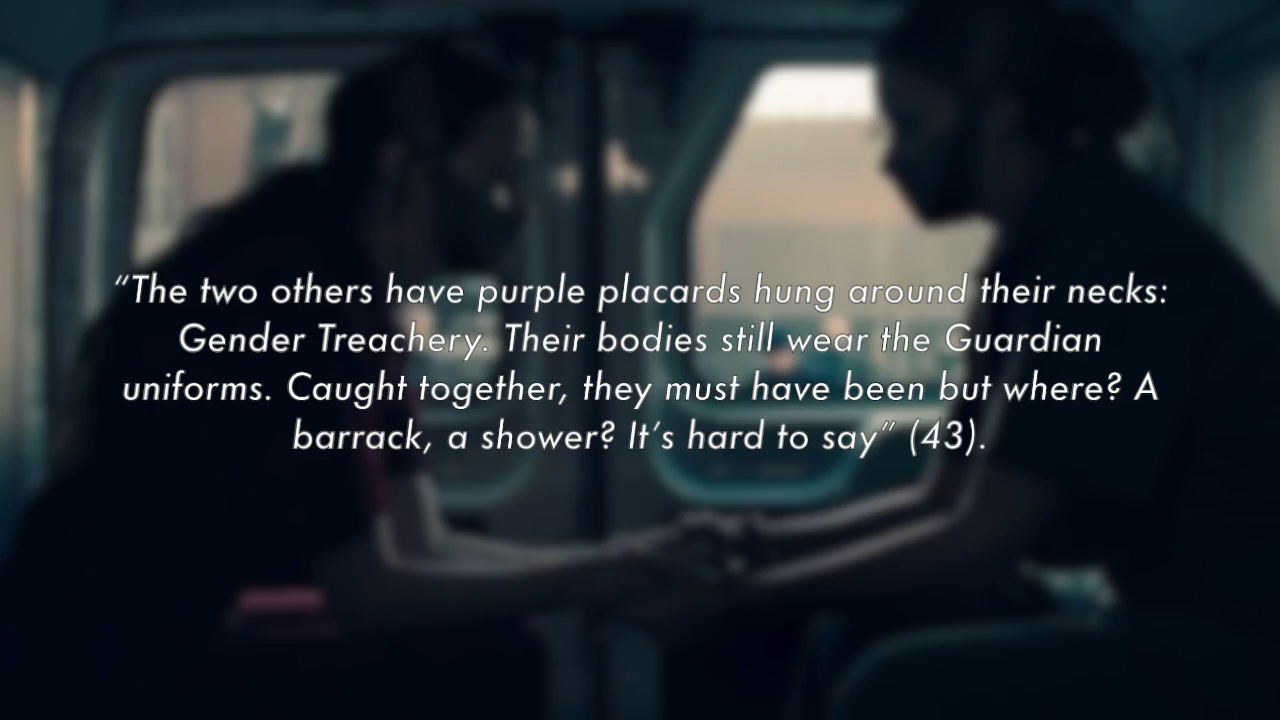 “The two others have purple placards hung around their necks:
Gender Treachery. Their bodies still wear the Guardian
uniforms. Caught together, they must have been but where? A
barrack, a shower? It’s hard to say” (43).